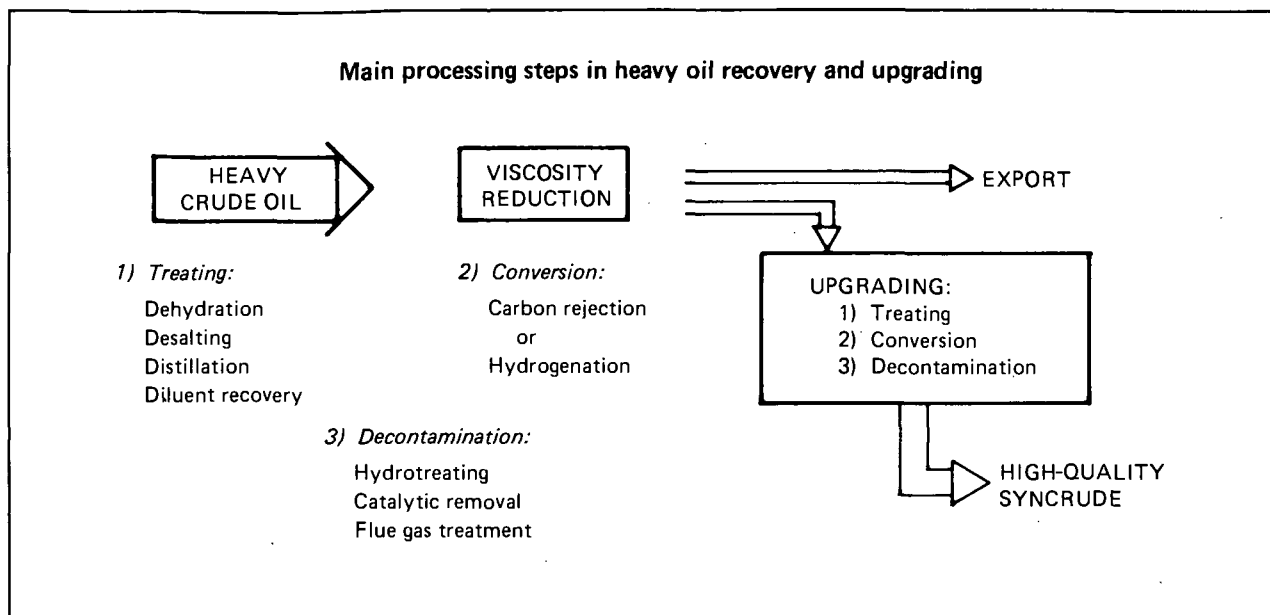 Main processing steps in heavy oil recovery and upgrading
HEAVY
CRUDE OIL
VISCOSITY
REDUCTION
EXPORT
1) Treating:
Dehydration
Desalting
Distillation
Diluent recovery
2) Conversion:
Carbon rejection
or
Hydrogenation
3) Decontamination:
Hydrotreating
Catalytic removal
Flue gas treatment
UPGRADING:
1) Treating
2) Conversion
3) Decontamination
HIGH-QUALITY
SYNCRUDE